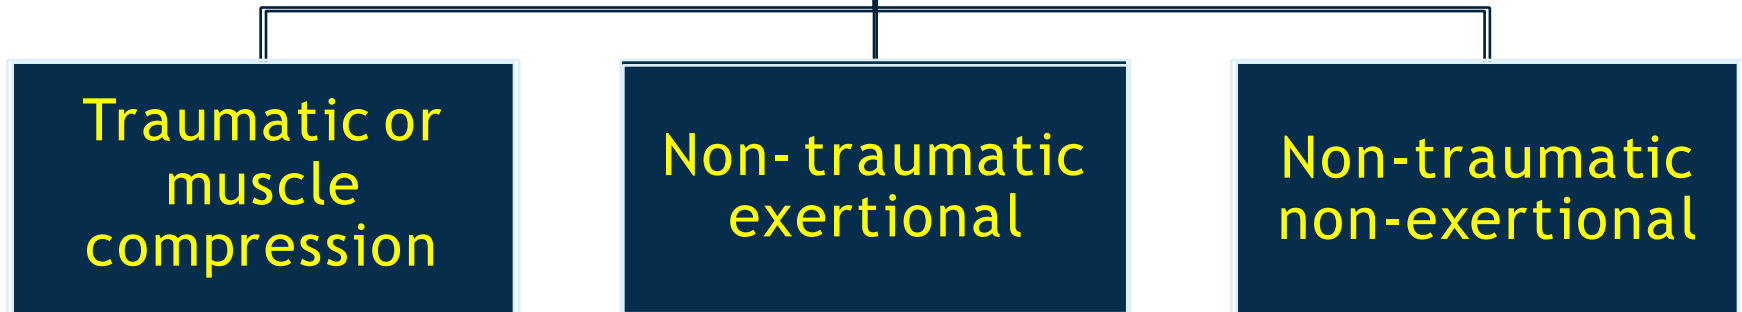 Traumatic or
muscle
compression
Non- traumatic
exertional
Non-traumatic
non-exertional